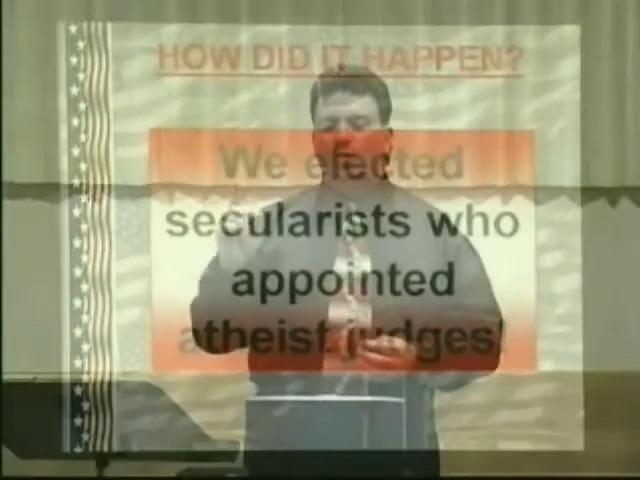 HOW DID IT HAPPEN?
We elected
secularists who
appointed
atheist judges!